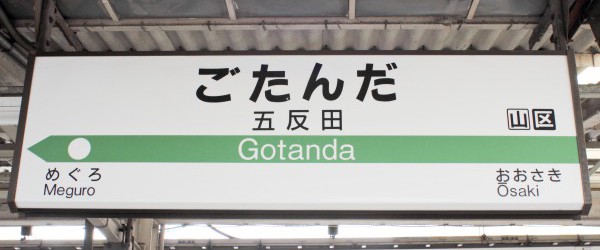 ごたんだ
五反田
山区
Gotanda
めぐろ
Meguro
おおさき
Ōsaki